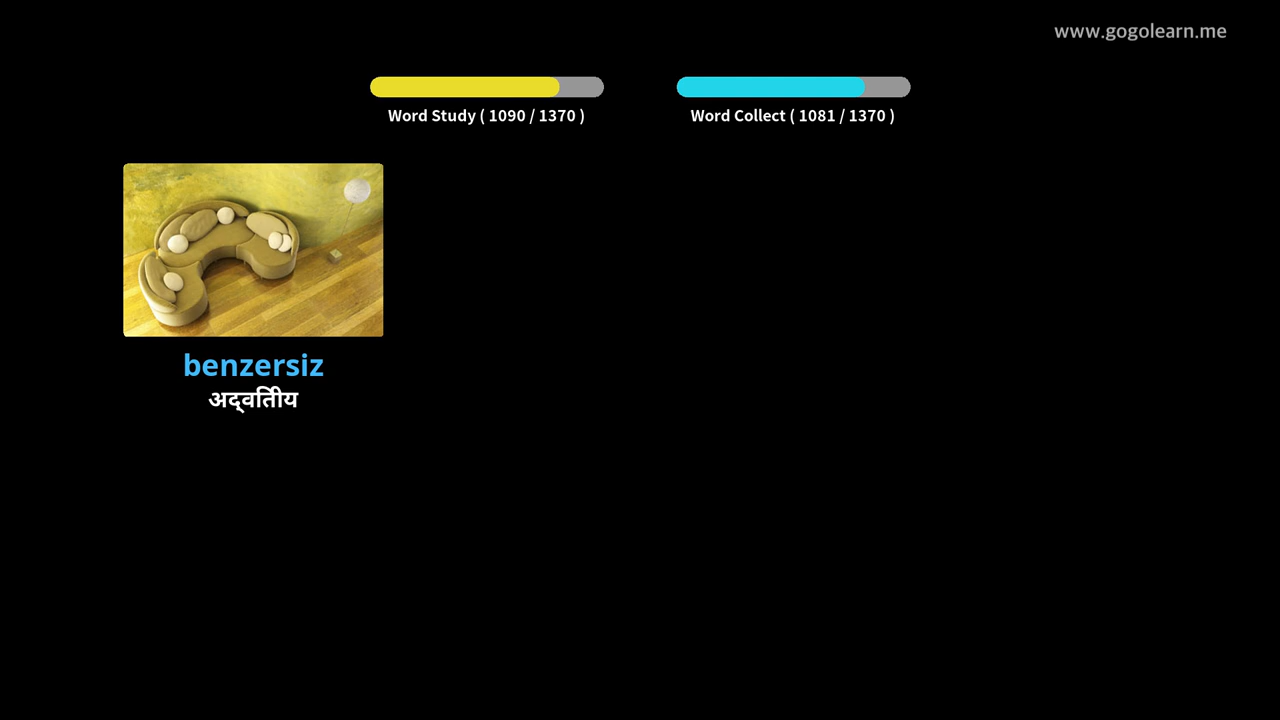 www.gogolearn.me
Word Study ( 1090 / 1370 )
Word Collect ( 1081 / 1370 )
benzersiz
अद्वितीय